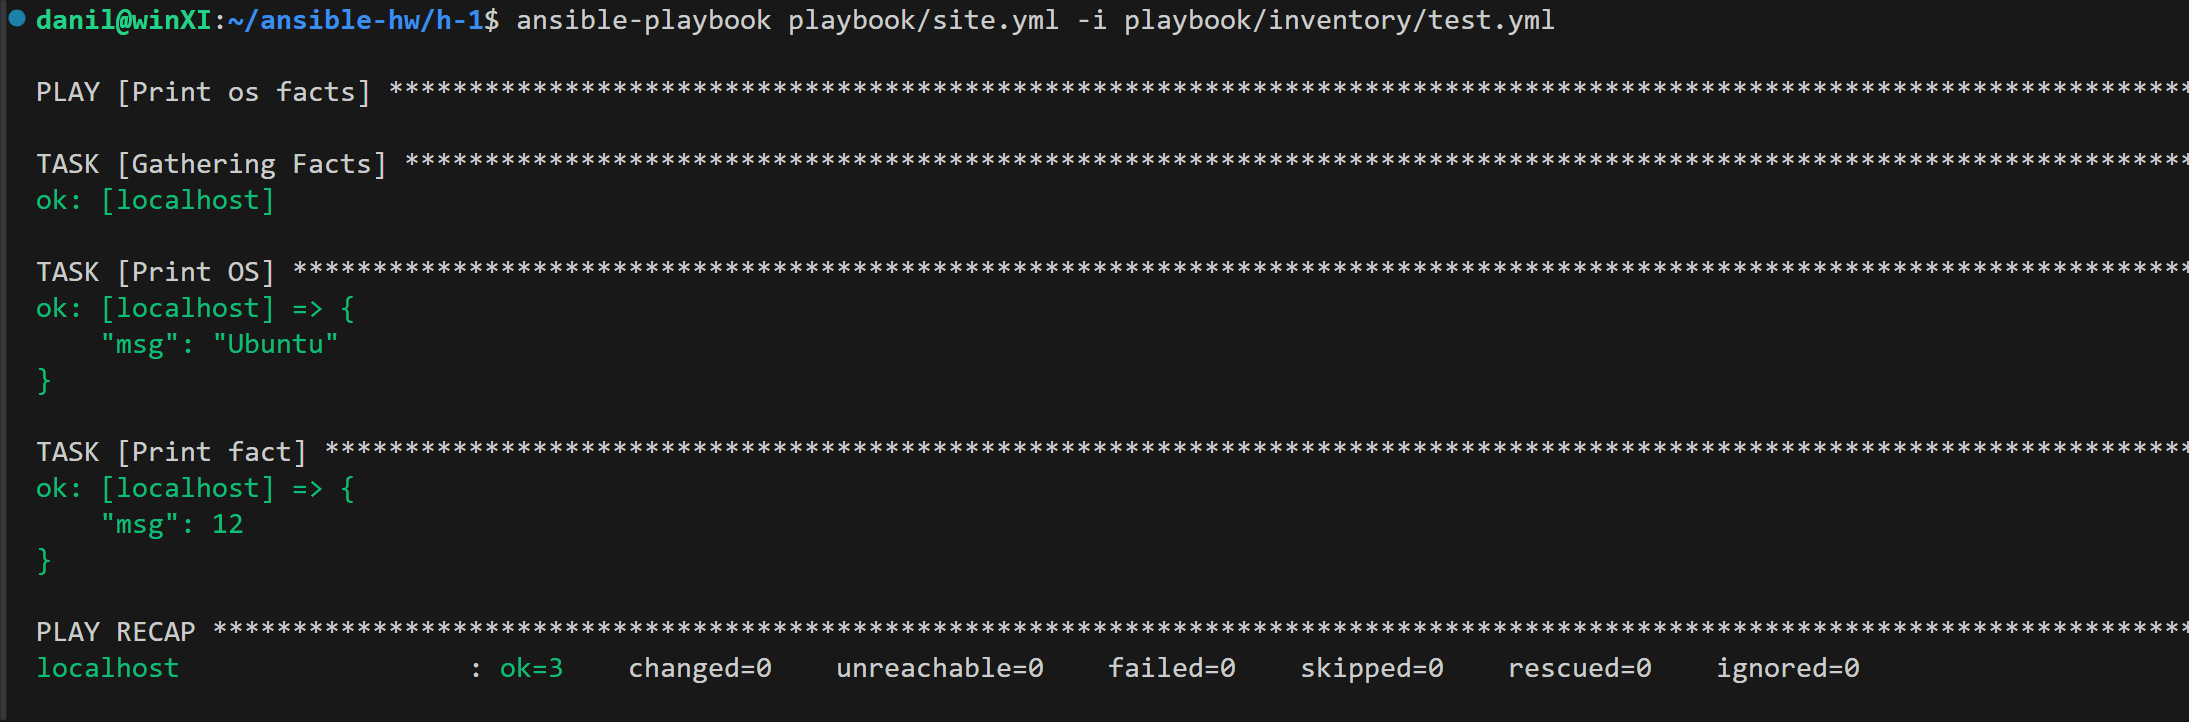 danil@winXI:~/ansible-hw/h-1$ ansible-playbook playbook/site.yml -i playbook/inventory/test.yml
PLAY [Print os facts] *****************************************************************************************************************
TASK [Gathering Facts] ****************************************************************************************************************
ok: [localhost]
TASK [Print OS] ***********************************************************************************************************************
ok: [localhost] => {
    "msg": "Ubuntu"
}
TASK [Print fact] *********************************************************************************************************************
ok: [localhost] => {
    "msg": 12
}
PLAY RECAP ****************************************************************************************************************************
localhost                  : ok=3    changed=0    unreachable=0    failed=0    skipped=0    rescued=0    ignored=0